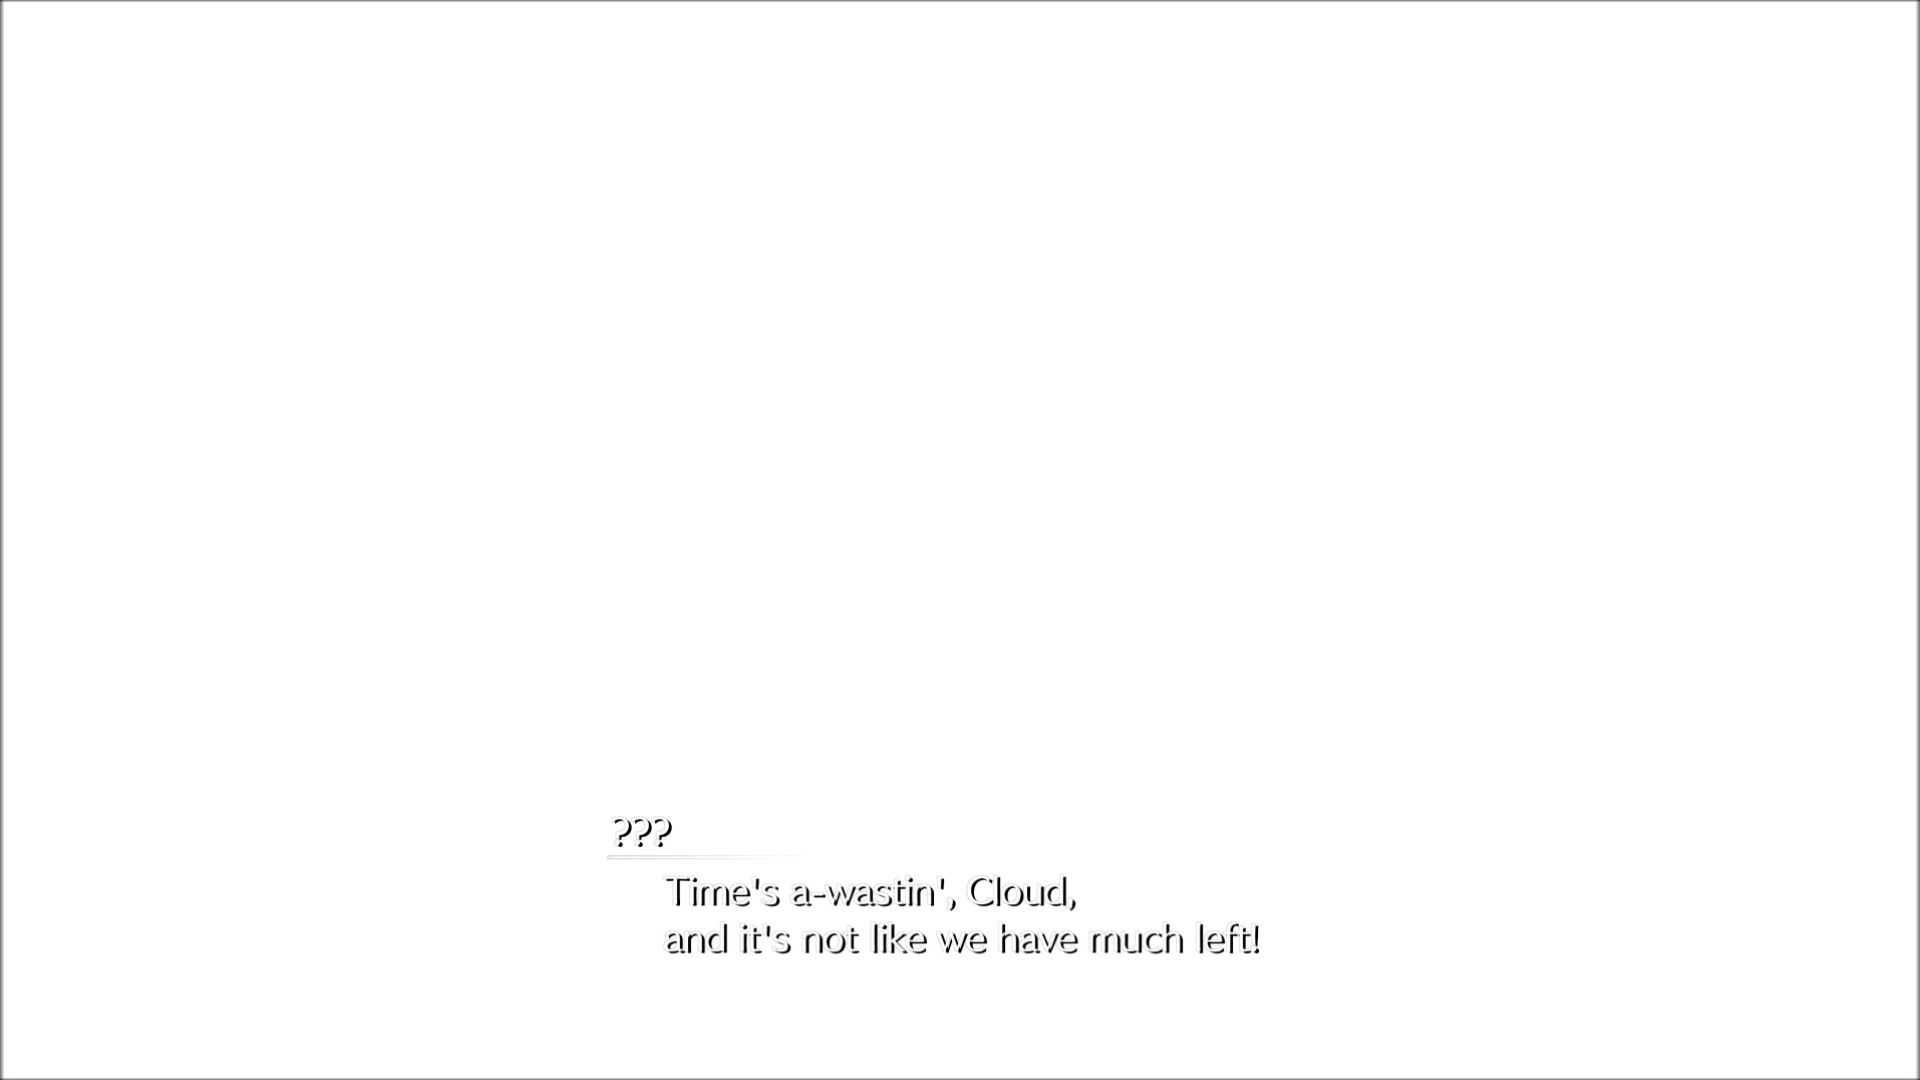 ???
Time's a-wastin', Cloud,
and it's not like we have much left!